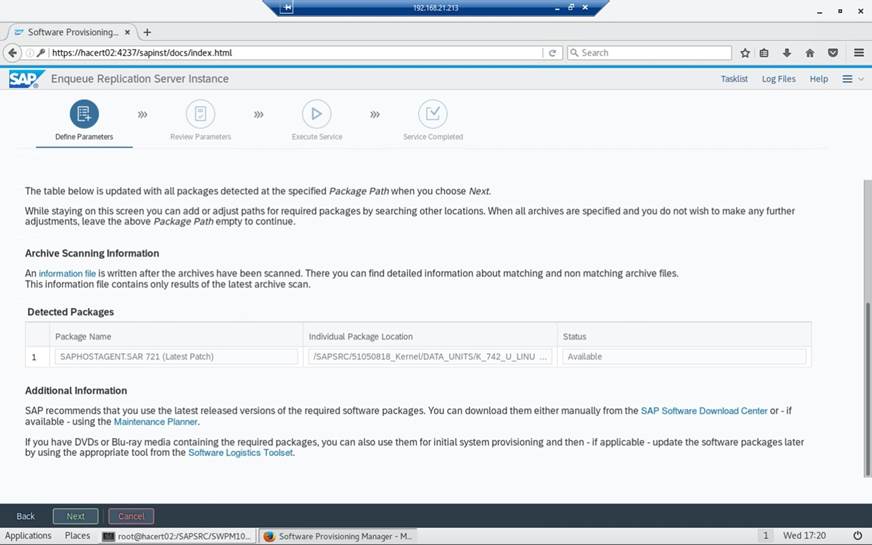 192.168.21.213
Software Provisioning... ×
https://hacert02:4237/sapinst/docs/index.html
Search
SAP Enqueue Replication Server Instance
Tasklist Log Files Help
Define Parameters Review Parameters Execute Service Service Completed
The table below is updated with all packages detected at the specified Package Path when you choose Next.
While staying on this screen you can add or adjust paths for required packages by searching other locations. When all archives are specified and you do not wish to make any further
adjustments, leave the above Package Path empty to continue.
Archive Scanning Information
An information file is written after the archives have been scanned. There you can find detailed information about matching and non matching archive files.
This information file contains only results of the latest archive scan.
Detected Packages
Package Name Individual Package Location Status
1 SAPHOSTAGENT.SAR 721 (Latest Patch) /SAPSRC/51050818_Kernel/DATA_UNITS/K_742_U_LINU ... Available
Additional Information
SAP recommends that you use the latest released versions of the required software packages. You can download them either manually from the SAP Software Download Center or - if
available - using the Maintenance Planner.
If you have DVDs or Blu-ray media containing the required packages, you can also use them for initial system provisioning and then - if applicable - update the software packages later
by using the appropriate tool from the Software Logistics Toolset.
Back Next Cancel
Applications Places root@hacert02:/SAPSRC/SWPM10... Software Provisioning Manager - M... 1 Wed 17:20